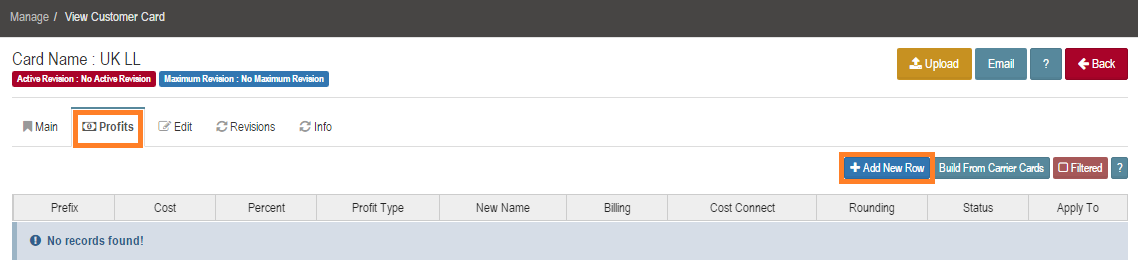 Manage / View Customer Card
Card Name : UK LL
Active Revision : No Active Revision Maximum Revision : No Maximum Revision
Upload Email ? Back
Main Profits Edit Revisions Info
Add New Row Build From Carrier Cards Filtered ?
Prefix Cost Percent Profit Type New Name Billing Cost Connect Rounding Status Apply To
No records found!